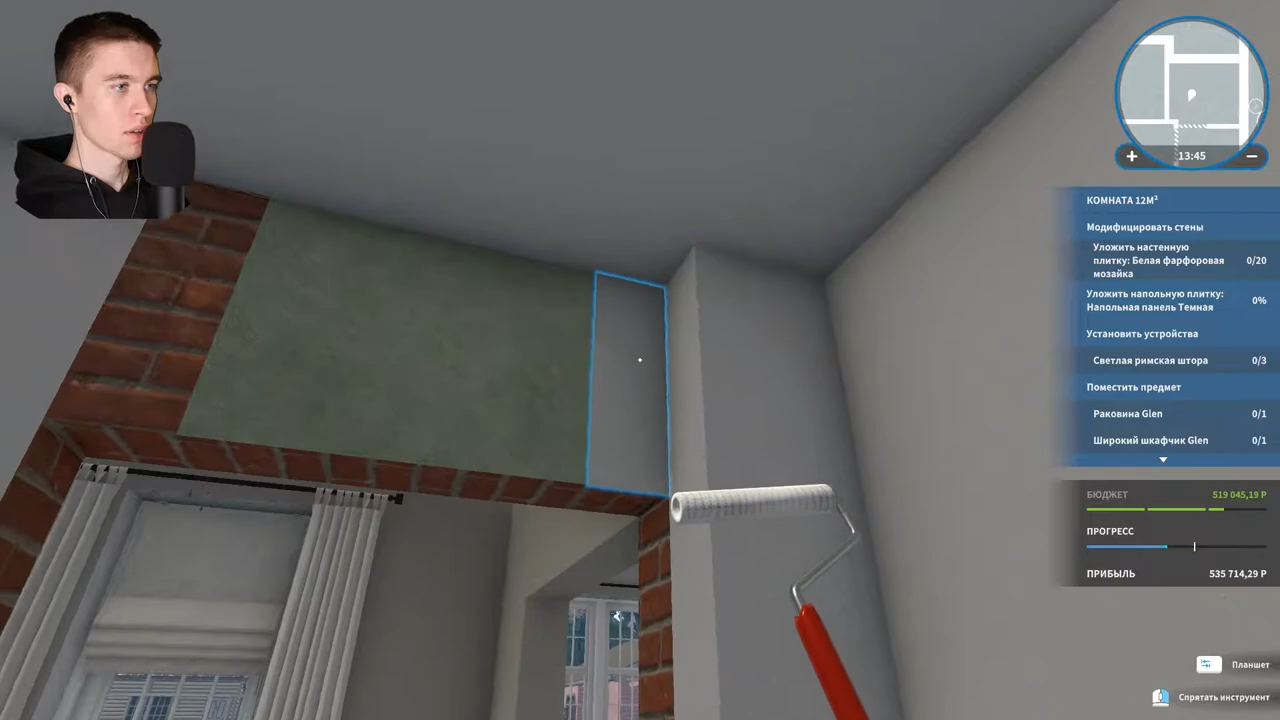 +
13:45
−
КОМНАТА 12М²
Модифицировать стены
Уложить настенную
плитку: Белая фарфоровая
мозайка
0/20
Уложить напольную плитку:
Напольная панель Темная
0%
Установить устройства
Светлая римская штора 0/3
Поместить предмет
Раковина Glen 0/1
Широкий шкафчик Glen 0/1
БЮДЖЕТ 519 045,19 Р
ПРОГРЕСС
ПРИБЫЛЬ 535 714,29 Р
Планшет
Спрятать инструмент